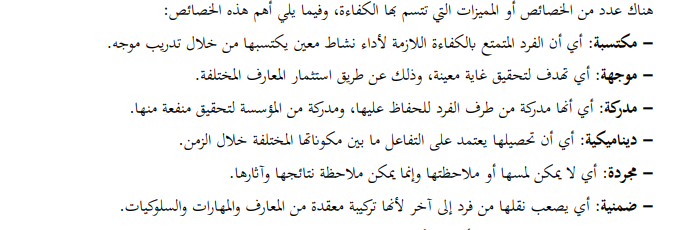 هناك عدد من الخصائص أو المميزات التي تتسم بها الكفاءة، وفيما يلي أهم هذه الخصائص:
– مكتسبة: أي أن الفرد المتمتع بالكفاءة اللازمة لأداء نشاط معين يكتسبها من خلال تدريب موجه.
– موجهة: أي تهدف لتحقيق غاية معينة، وذلك عن طريق استثمار المعارف المختلفة.
– مدركة: أي أنها مدركة من طرف الفرد للحفاظ عليها، ومدركة من المؤسسة لتحقيق منفعة منها.
– ديناميكية: أي أن تحصيلها يعتمد على التفاعل ما بين مكوناتها المختلفة خلال الزمن.
– مجردة: أي لا يمكن لمسها أو ملاحظتها وإنما يمكن ملاحظة نتائجها وآثارها.
– ضمنية: أي يصعب نقلها من فرد إلى آخر لأنها تركيبة معقدة من المعارف والمهارات والسلوكيات.